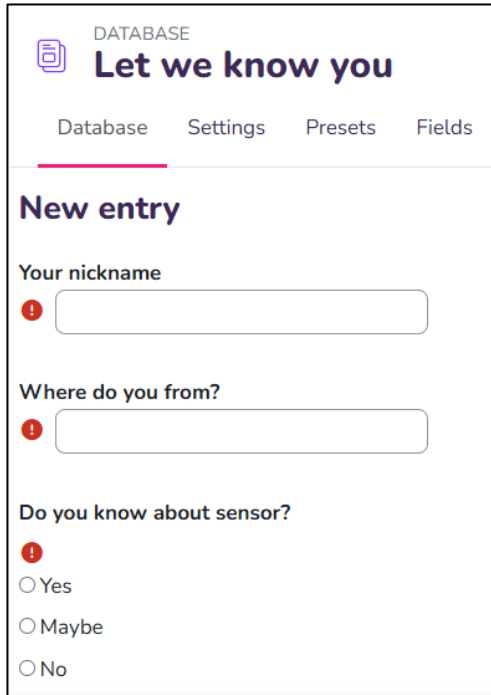 DATABASE
Let we know you
Database Settings Presets Fields
New entry
Your nickname
Where do you from?
Do you know about sensor?
Yes
Maybe
No